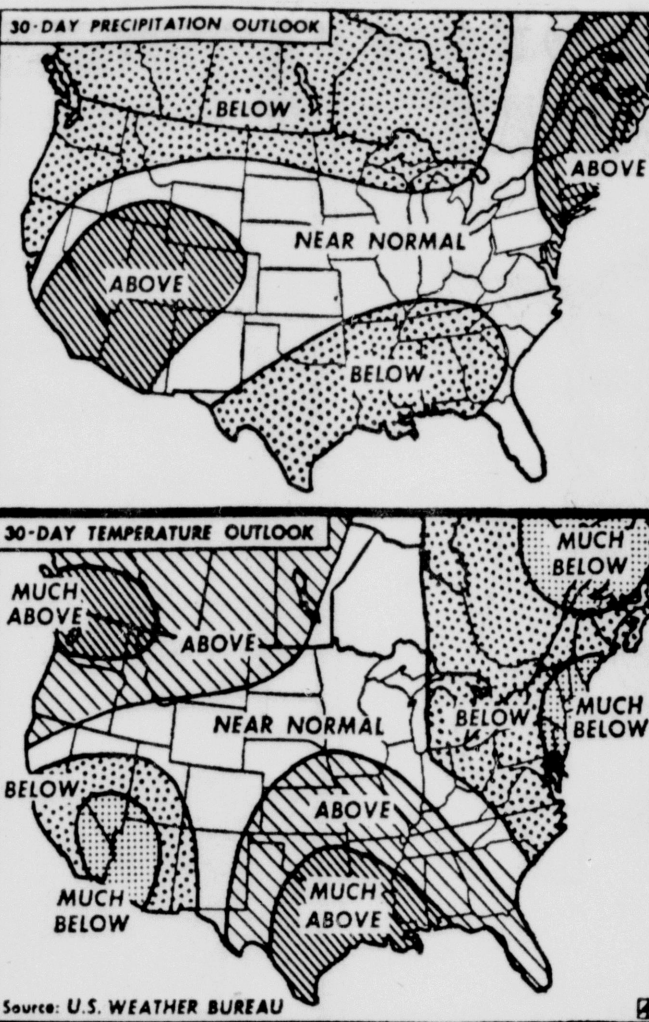 30-DAY PRECIPITATION OUTLOOK
BELOW
ABOVE
NEAR NORMAL
ABOVE
BELOW
30-DAY TEMPERATURE OUTLOOK
MUCH
BELOW
MUCH
ABOVE
ABOVE
MUCH
BELOW
BELOW
NEAR NORMAL
BELOW
ABOVE
MUCH
BELOW
MUCH
ABOVE
Source: U.S. WEATHER BUREAU